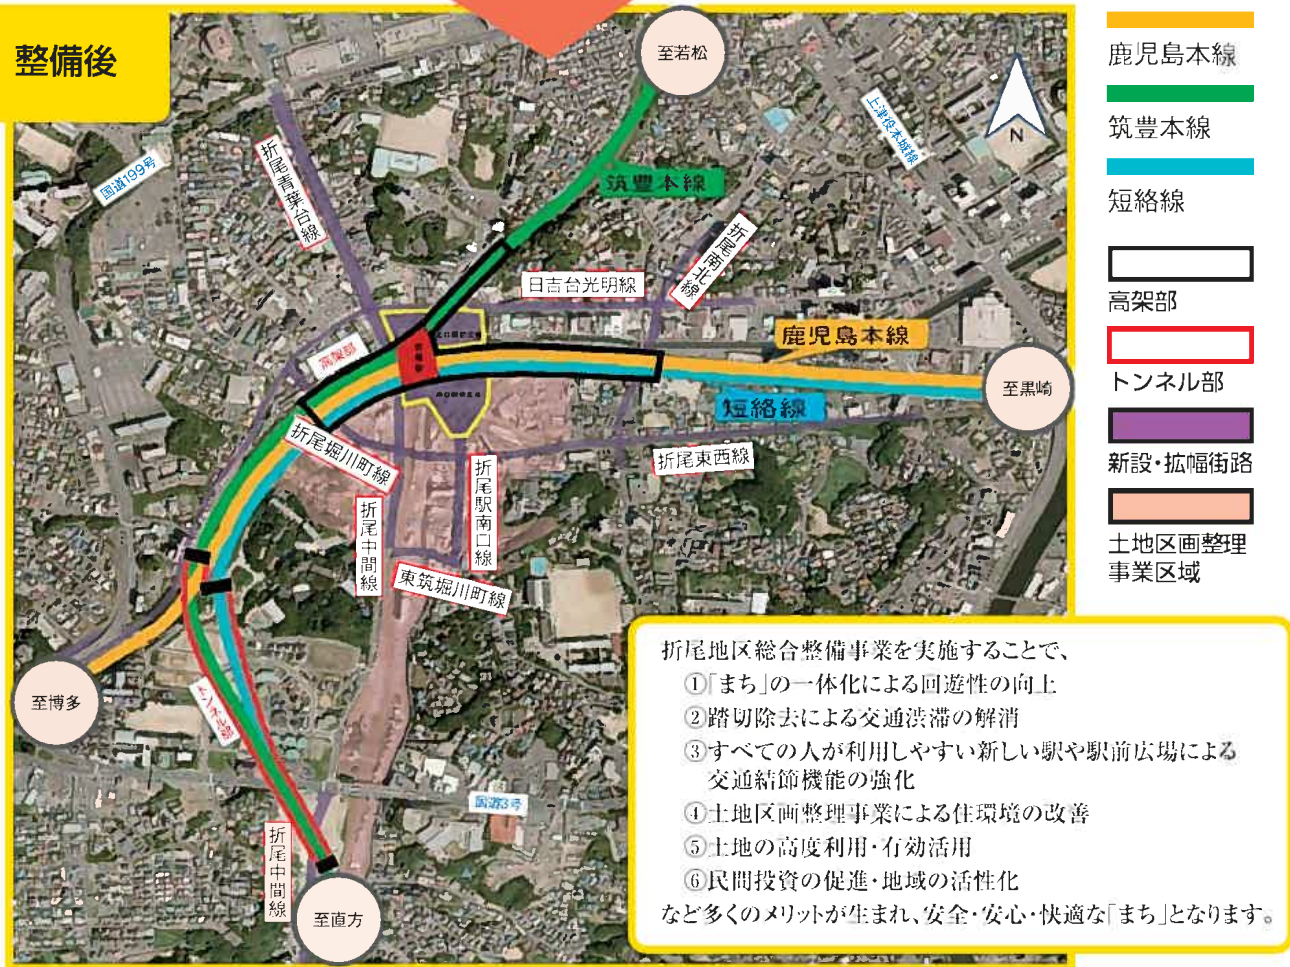 整備後
至若松
鹿児島本線
筑豊本線
短絡線
高架部
トンネル部
新設・拡幅街路
土地区画整理
事業区域
N
上津役本城線
国道199号
折尾青葉台線
筑豊本線
折尾南北線
日吉台光明線
鹿児島本線
高架部
至黒崎
短絡線
折尾堀川町線
折尾東西線
折尾駅南口線
折尾中間線
東筑堀川町線
至博多
トンネル部
国道3号
折尾中間線
至直方
折尾地区総合整備事業を実施することで、
①「まち」の一体化による回遊性の向上
②踏切除去による交通渋滞の解消
③すべての人が利用しやすい新しい駅や駅前広場による
交通結節機能の強化
④土地区画整理事業による住環境の改善
⑤土地の高度利用・有効活用
⑥民間投資の促進・地域の活性化
など多くのメリットが生まれ、安全・安心・快適な「まち」となります。